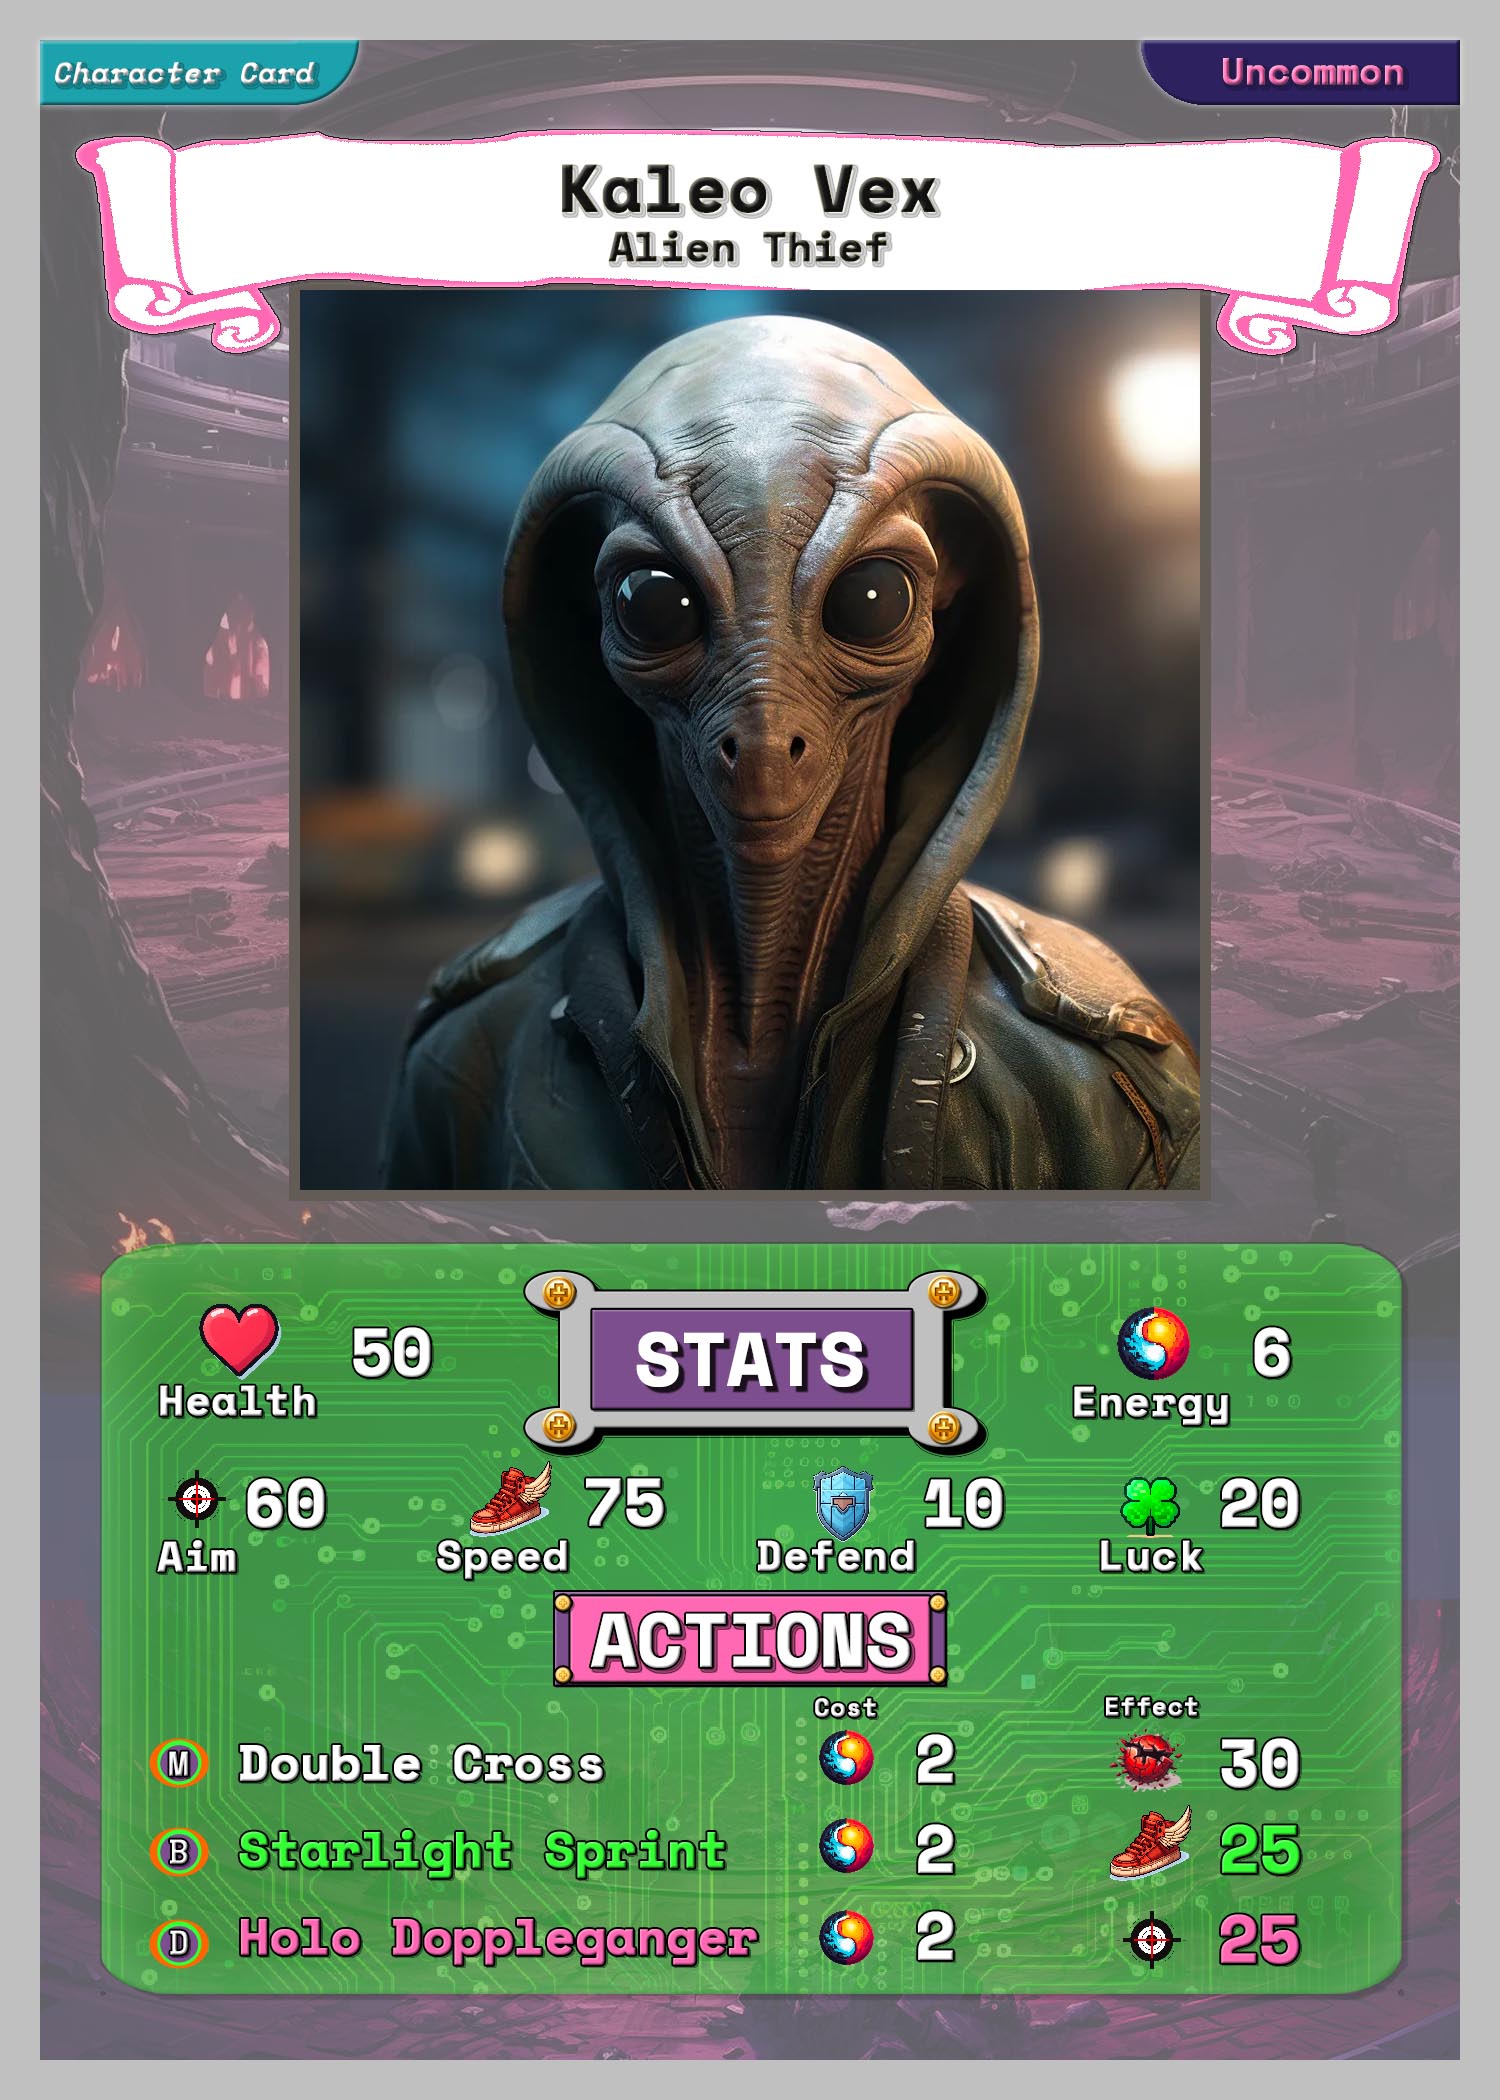 Character Card
Uncommon
Kaleo Vex
Alien Thief
50
STATS
6
Health
Energy
60
75
10
20
Aim
Speed
Defend
Luck
ACTIONS
Cost
Effect
M Double Cross 2 30
B Starlight Sprint 2 25
D Holo Doppleganger 2 25